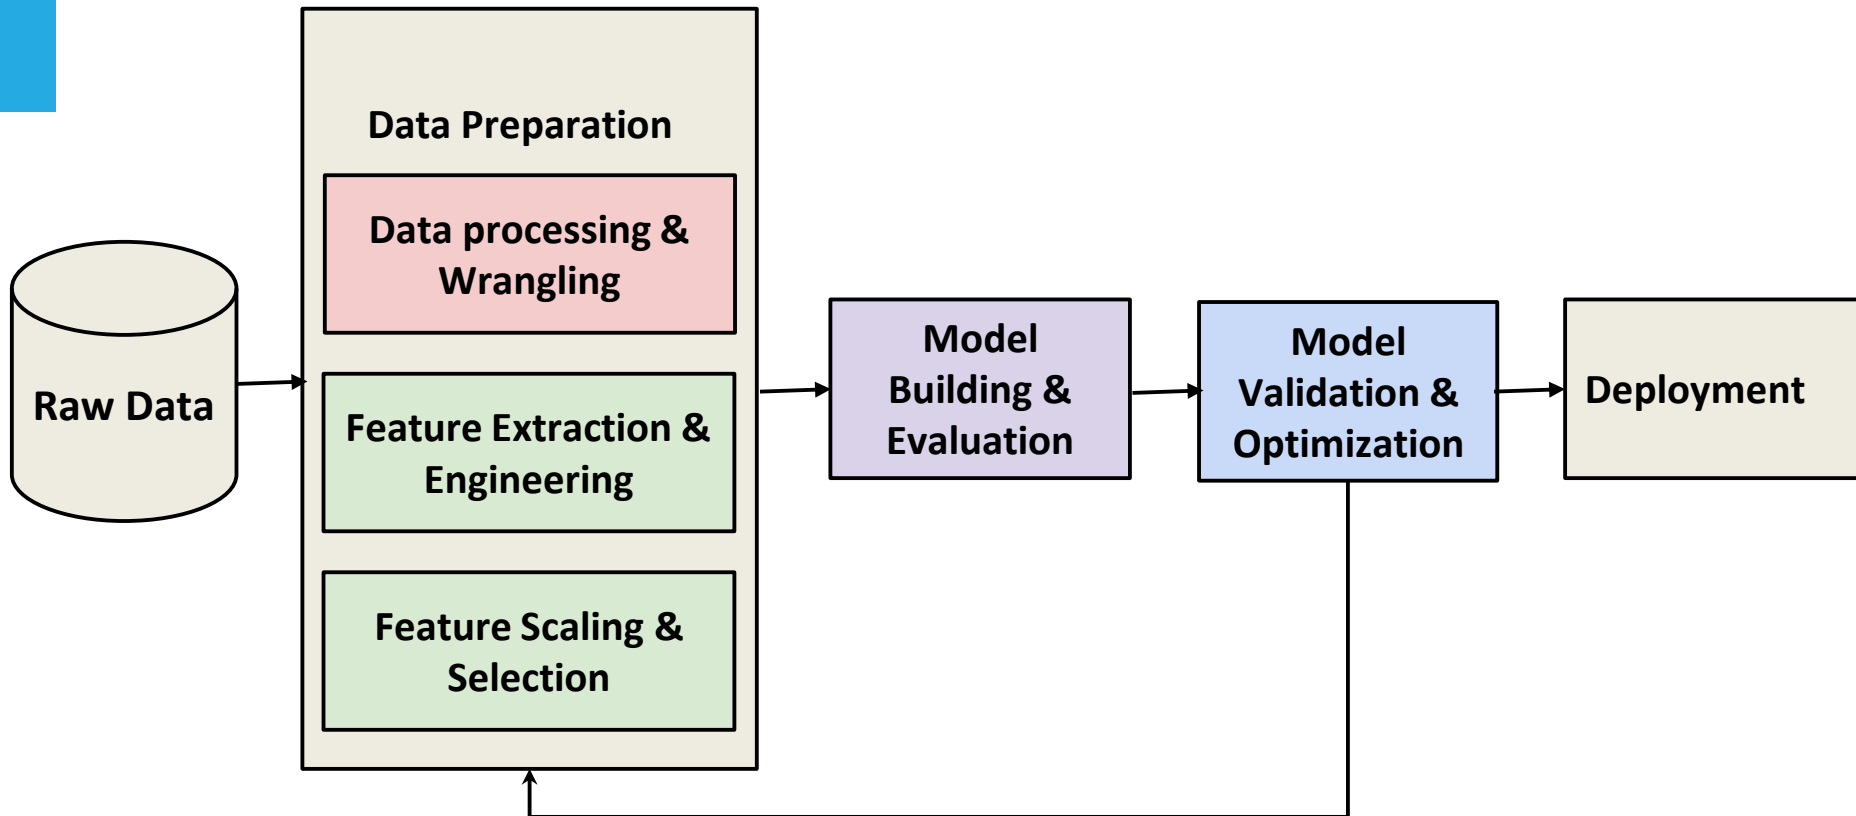 Data Preparation
Data processing &
Wrangling
Raw Data
Feature Extraction &
Engineering
Feature Scaling &
Selection
Model
Building &
Evaluation
Model
Validation &
Optimization
Deployment